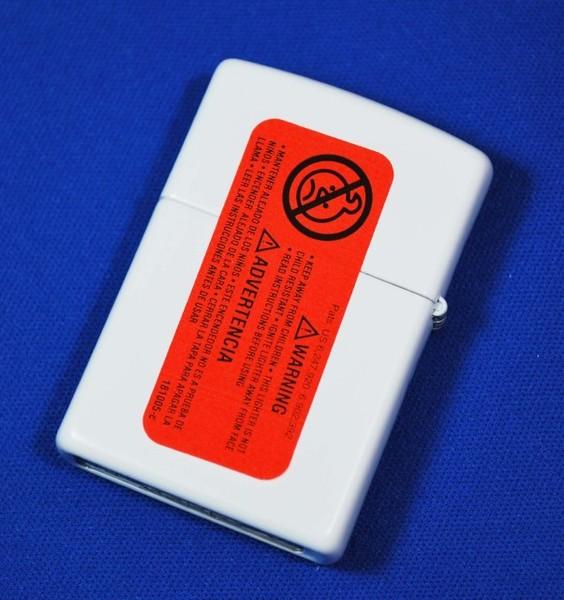 Pats. US 6,247,920 6,962,392
WARNING
• KEEP AWAY FROM CHILDREN • THIS LIGHTER IS NOT
CHILD RESISTANT • IGNITE LIGHTER AWAY FROM FACE
• READ INSTRUCTIONS BEFORE USING
ADVERTENCIA
• MANTENER ALEJADO DE LOS NIÑOS • ESTE ENCENDEDOR NO ES A PRUEBA DE
NIÑOS • ENCENDER ALEJADO DE LA CARA • CERRAR LA TAPA PARA APAGAR LA
LLAMA • LEER LAS INSTRUCCIONES ANTES DE USAR
181005-c